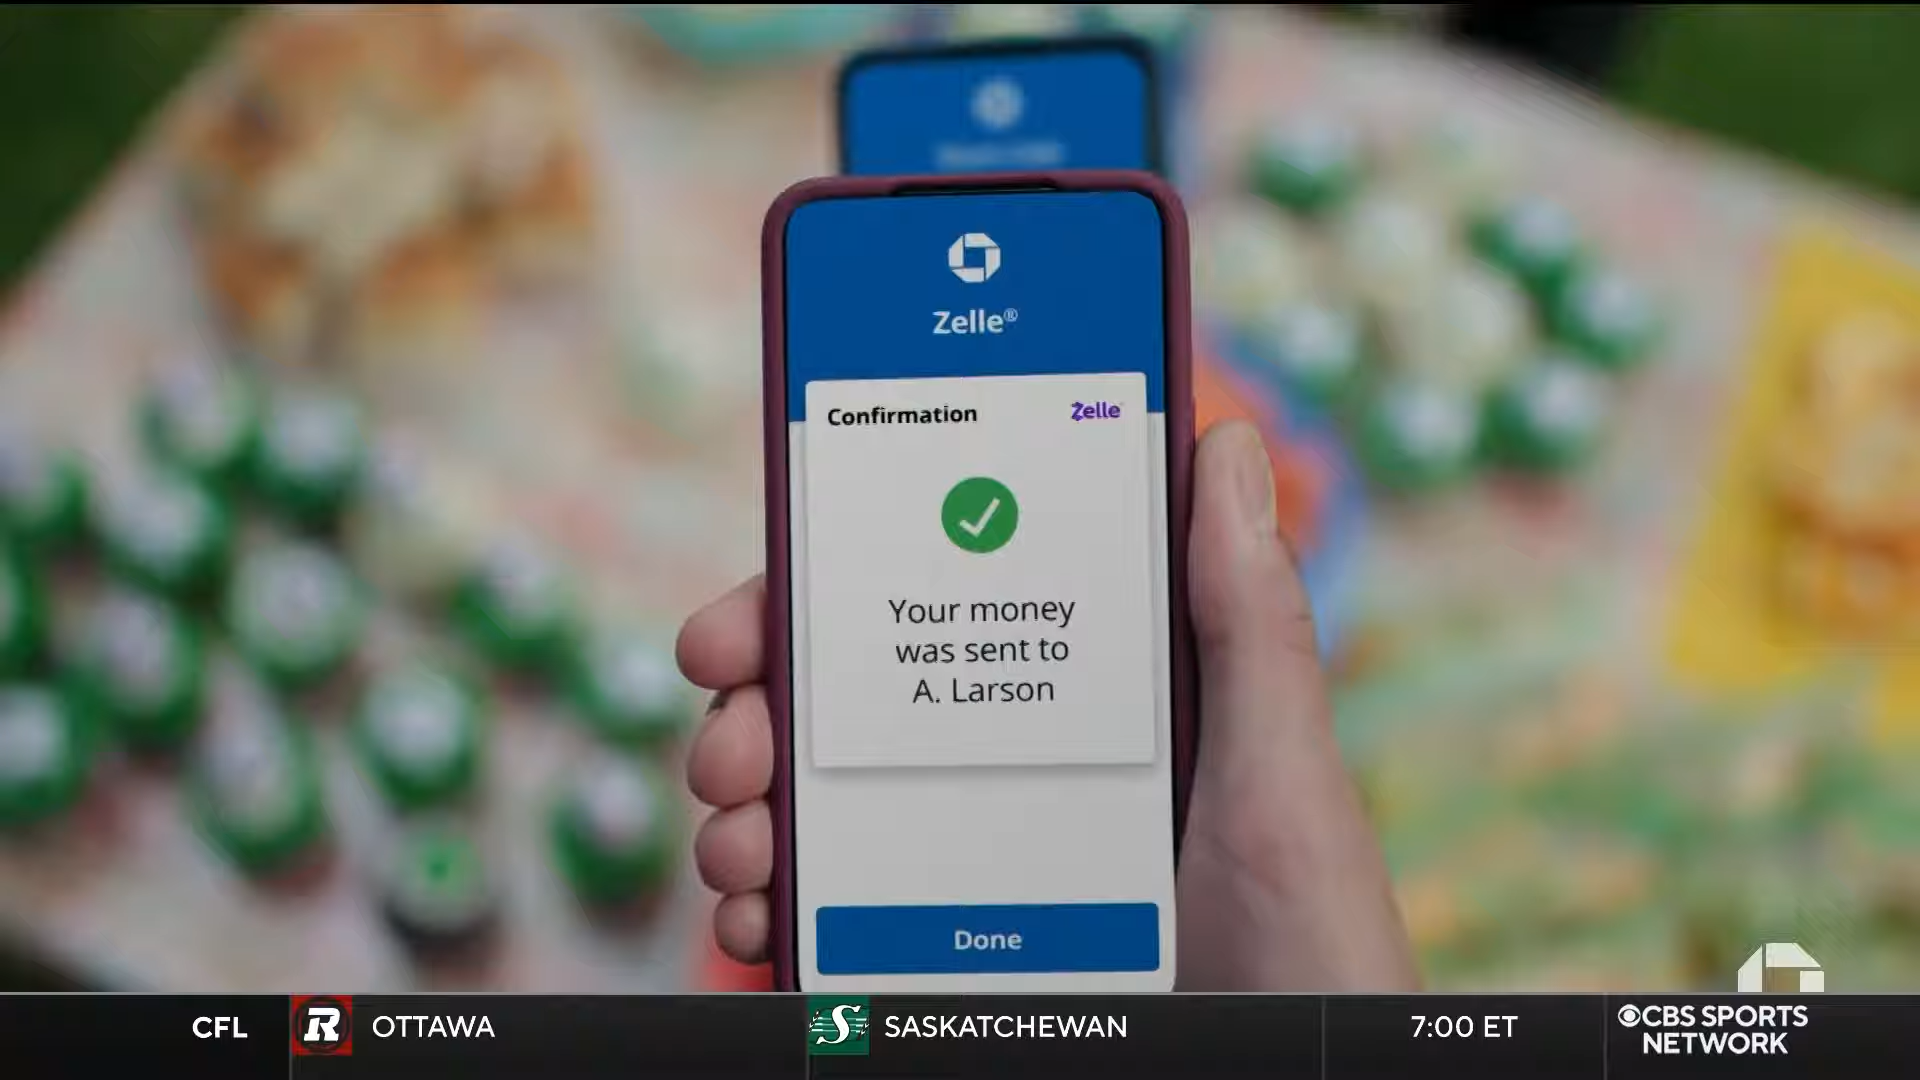 Zelle®
Confirmation
Zelle
Your money
was sent to
A. Larson
Done
CFL
R
OTTAWA
S
SASKATCHEWAN
7:00 ET
CBS SPORTS
NETWORK